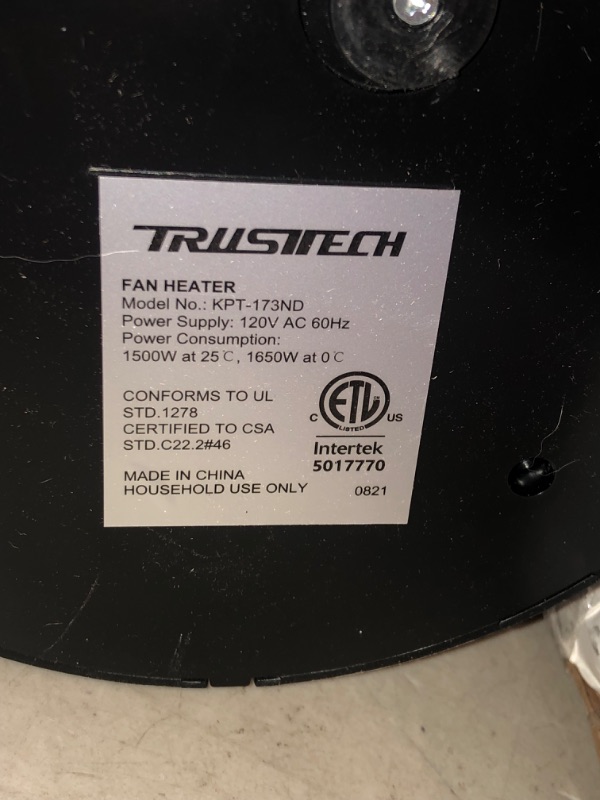 TRUSTTECH
FAN HEATER
Model No.: KPT-173ND
Power Supply: 120V AC 60Hz
Power Consumption:
1500W at 25℃, 1650W at 0℃
CONFORMS TO UL
STD.1278
CERTIFIED TO CSA
STD.C22.2#46
C ETL US
LISTED
Intertek
5017770
MADE IN CHINA
HOUSEHOLD USE ONLY
0821